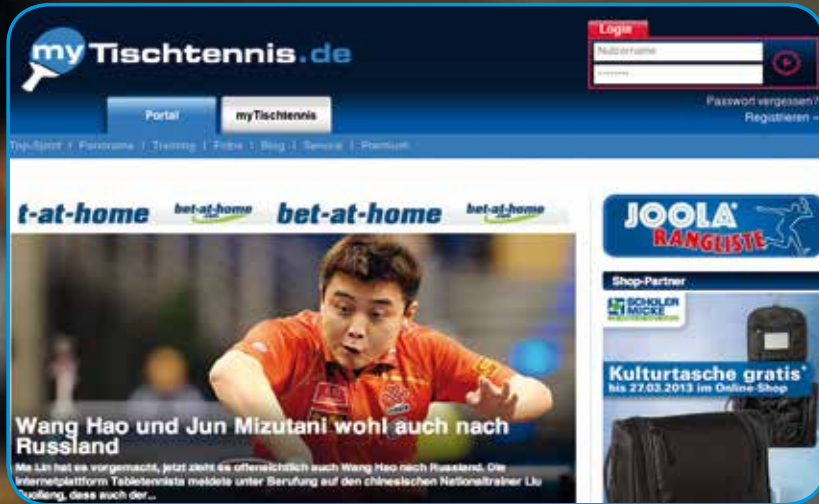 Login
myTischtennis.de
Nutzername
Passwort vergessen?
Registrieren
Portal
myTischtennis
Top-Sport | Panorama | Training | Fotos | Blog | Service | Premium
t-at-home bet-at-home .com bet-at-home bet-at-home .com
JOOLA
RANGLISTE
Shop-Partner
SCHÖLER
MICKE
Kulturtasche gratis*
bis 27.03.2013 im Online-Shop
Wang Hao und Jun Mizutani wohl auch nach
Russland
Ma Lin hat es vorgemacht, jetzt zieht es offensichtlich auch Wang Hao nach Russland. Die
Internetplattform Tabletennista meldete unter Berufung auf den chinesischen Nationaltrainer Liu
Guoliang, dass auch der...